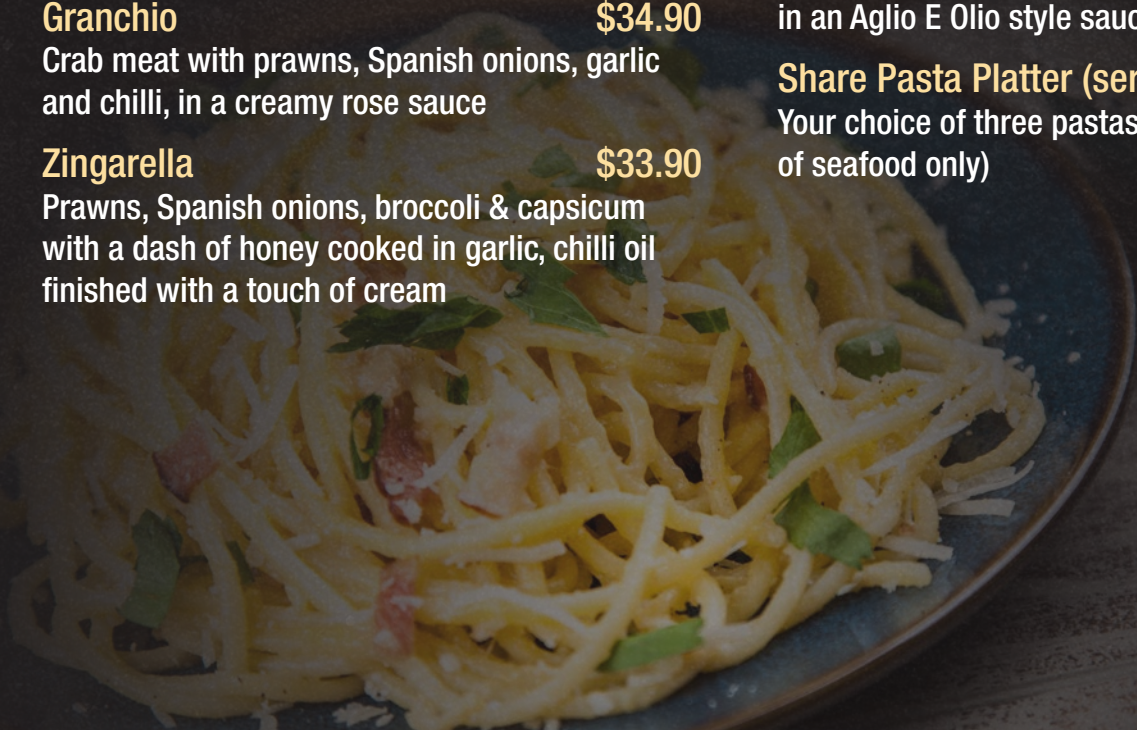 Granchio $34.90
Crab meat with prawns, Spanish onions, garlic
and chilli, in a creamy rose sauce
Zingarella $33.90
Prawns, Spanish onions, broccoli & capsicum
with a dash of honey cooked in garlic, chilli oil
finished with a touch of cream
in an Aglio E Olio style
Share Pasta Platter
Your choice of three pastas
of seafood only)